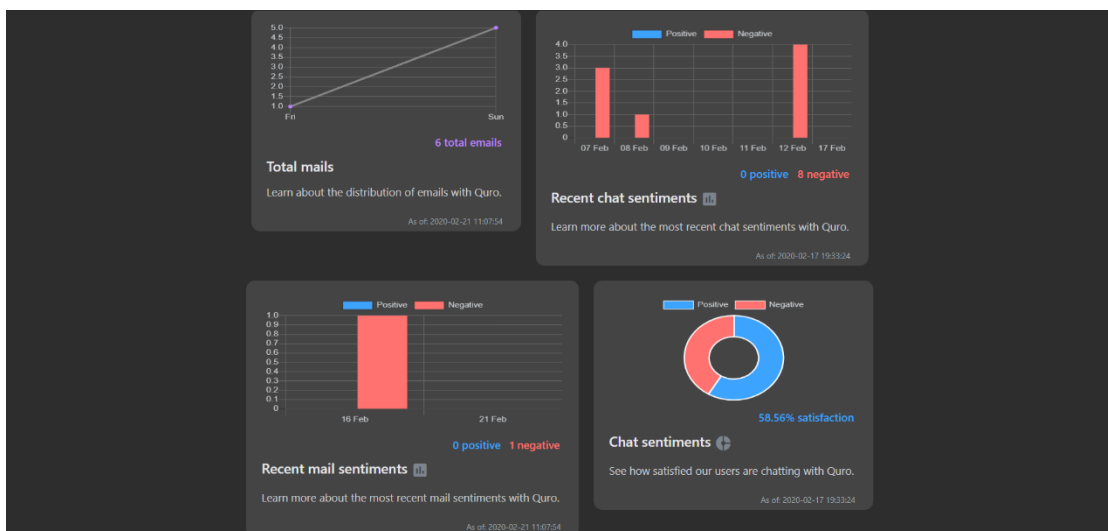 5.0
4.5
4.0
3.5
3.0
2.5
2.0
1.5
1.0
Fri Sun
6 total emails
Total mails
Learn about the distribution of emails with Quro.
As of: 2020-02-21 11:07:54
Positive Negative
4.0
3.5
3.0
2.5
2.0
1.5
1.0
0.5
0
07 Feb 08 Feb 09 Feb 10 Feb 11 Feb 12 Feb 17 Feb
0 positive 8 negative
Recent chat sentiments
Learn more about the most recent chat sentiments with Quro.
As of: 2020-02-17 19:33:24
Positive Negative
1.0
0.9
0.8
0.7
0.6
0.5
0.4
0.3
0.2
0.1
0
16 Feb 21 Feb
0 positive 1 negative
Recent mail sentiments
Learn more about the most recent mail sentiments with Quro.
As of: 2020-02-21 11:07:54
Positive Negative
58.56% satisfaction
Chat sentiments
See how satisfied our users are chatting with Quro.
As of: 2020-02-17 19:33:24